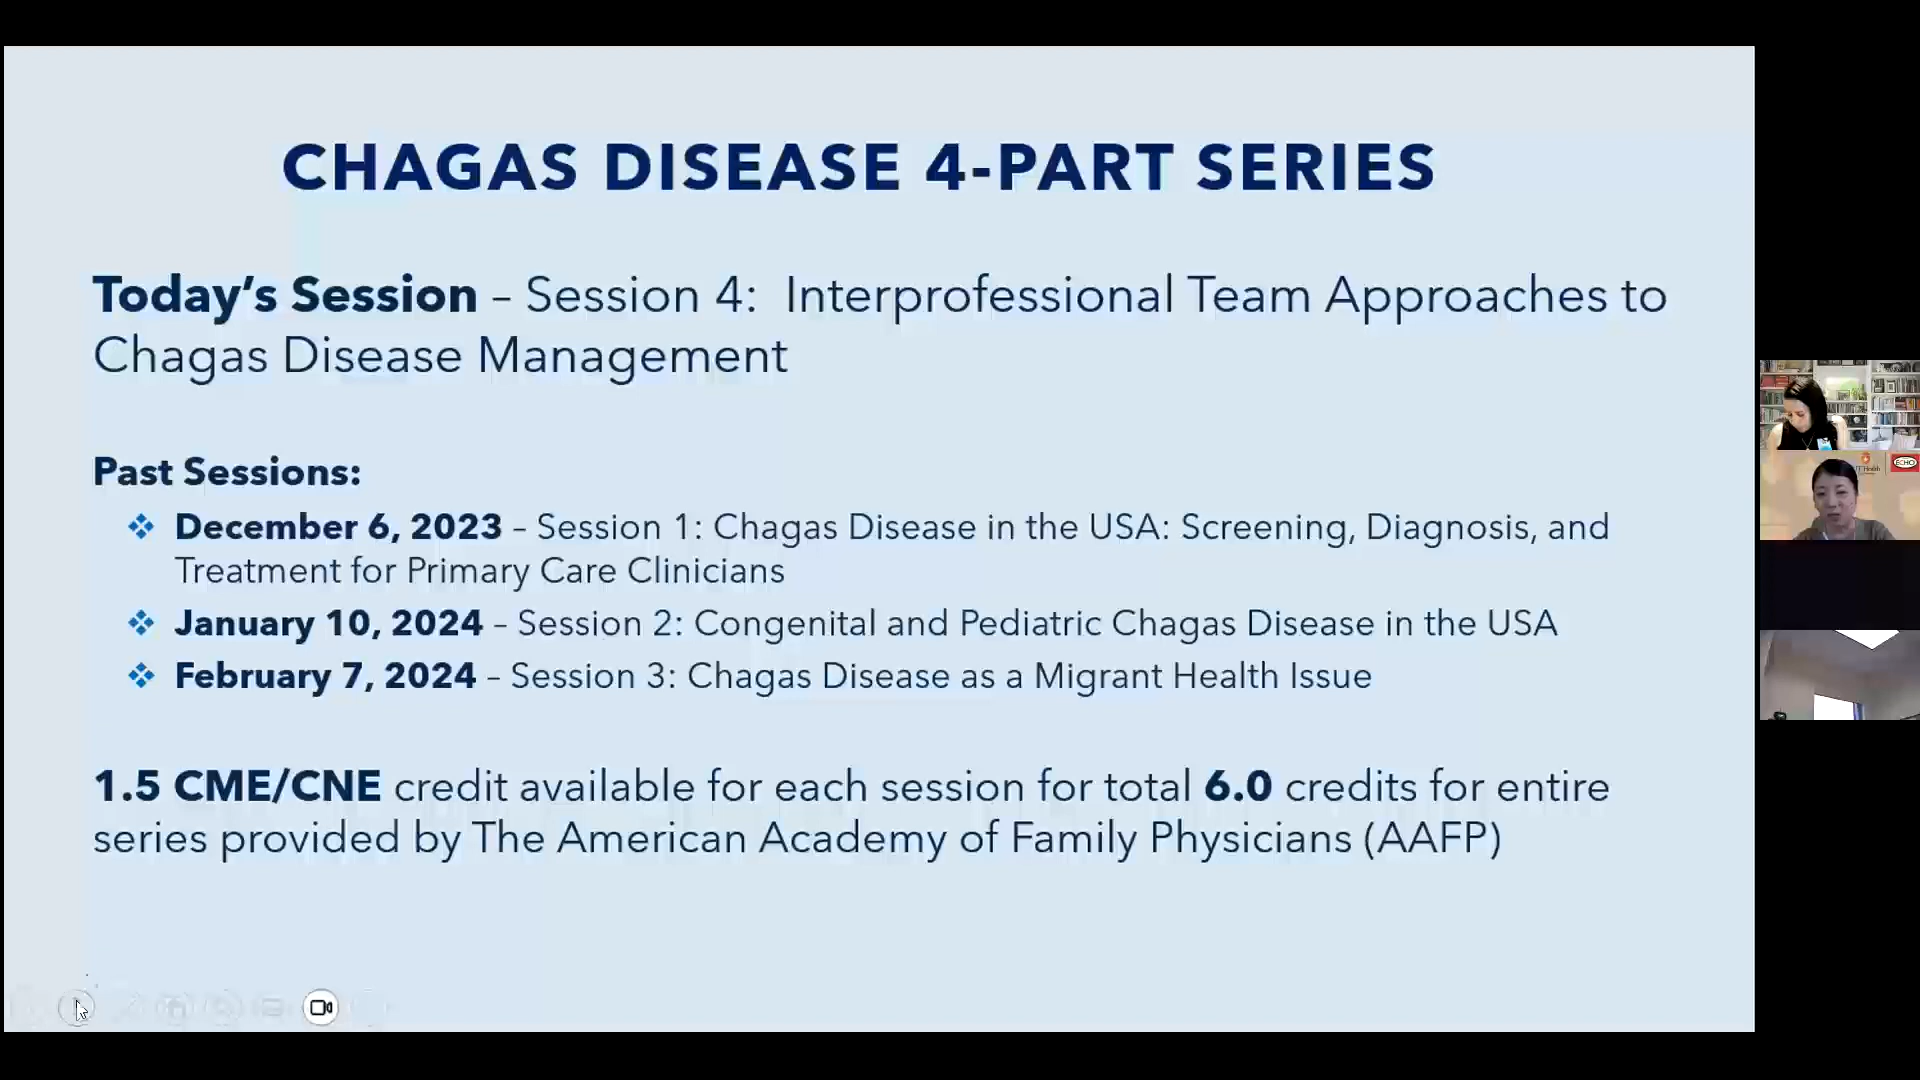 CHAGAS DISEASE 4-PART SERIES
Today’s Session – Session 4:  Interprofessional Team Approaches to
Chagas Disease Management
Past Sessions:
❖ December 6, 2023 – Session 1: Chagas Disease in the USA: Screening, Diagnosis, and
Treatment for Primary Care Clinicians
❖ January 10, 2024 – Session 2: Congenital and Pediatric Chagas Disease in the USA
❖ February 7, 2024 – Session 3: Chagas Disease as a Migrant Health Issue
1.5 CME/CNE credit available for each session for total 6.0 credits for entire
series provided by The American Academy of Family Physicians (AAFP)
Health
ECHO